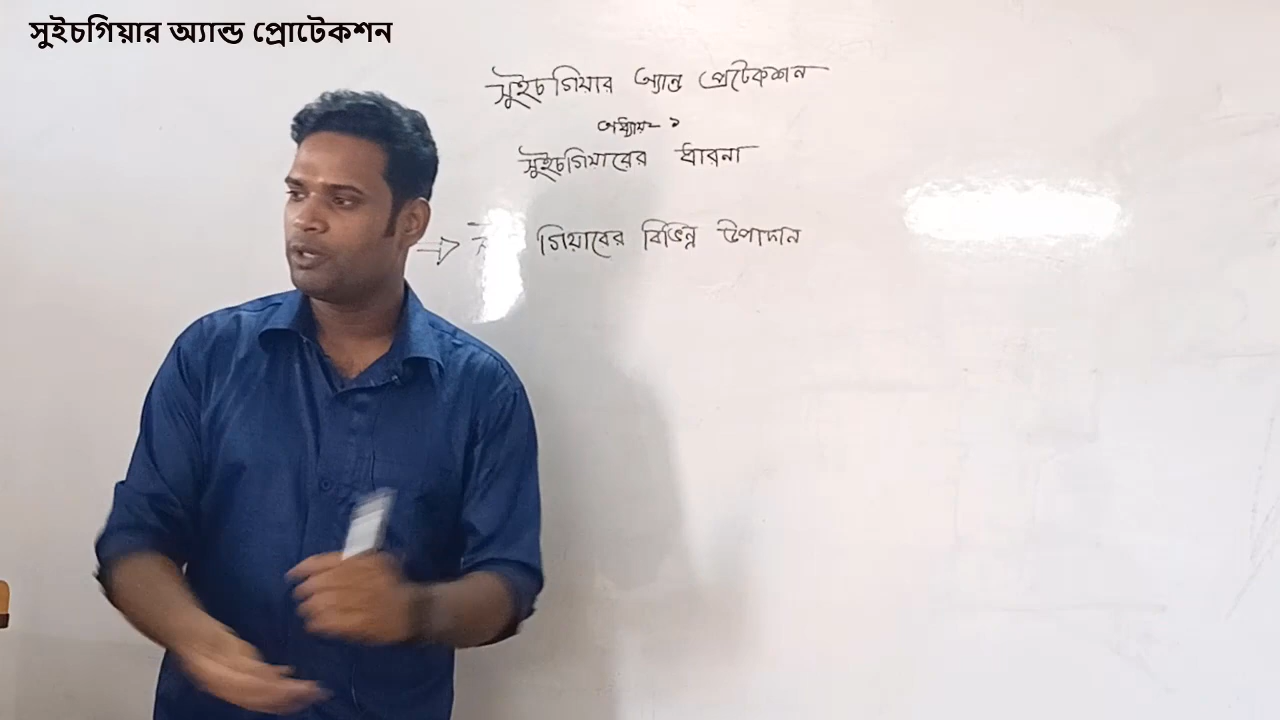 সুইচগিয়ার অ্যান্ড প্রোটেকশন
সুইচগিয়ার অ্যান্ড প্রটেকশন
অধ্যায়- ১
সুইচগিয়ারের ধারনা
গিয়ারের বিভিন্ন উপাদান